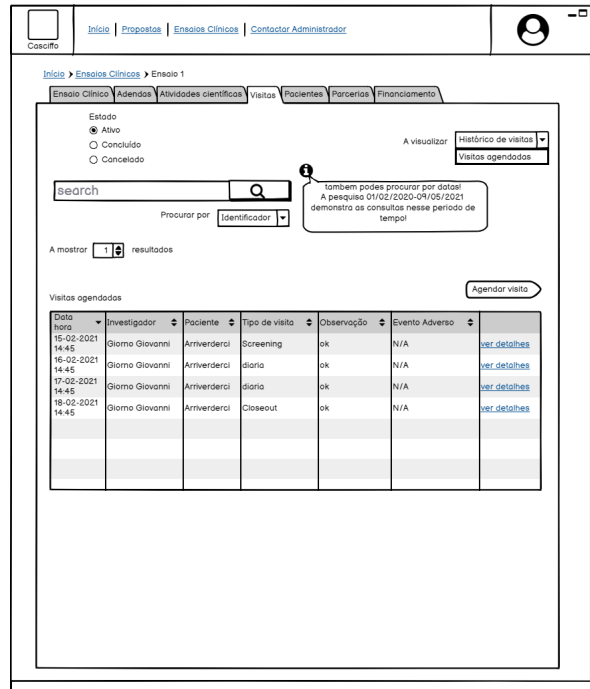 Início | Propostas | Ensaios Clínicos | Contactar Administrador
Casciffo
Início > Ensaios Clínicos > Ensaio 1
Ensaio Clínico Adendas Atividades científicas Visitas Pacientes Parcerias Financiamento
Estado
Ativo
Concluído
Cancelado
A visualizar Histórico de visitas
Visitas agendadas
search
tambem podes procurar por datas!
A pesquisa 01/02/2020-09/05/2021
demonstra as consultas nesse periodo de
tempo!
Procurar por Identificador
A mostrar 1 resultados
Agendar visita
Visitas agendadas
Data hora Investigador Paciente Tipo de visita Observação Evento Adverso
15-02-2021 14:45 Giorno Giovanni Arriverderci Screening ok N/A ver detalhes
16-02-2021 14:45 Giorno Giovanni Arriverderci diaria ok N/A ver detalhes
17-02-2021 14:45 Giorno Giovanni Arriverderci diaria ok N/A ver detalhes
18-02-2021 14:45 Giorno Giovanni Arriverderci Closeout ok N/A ver detalhes